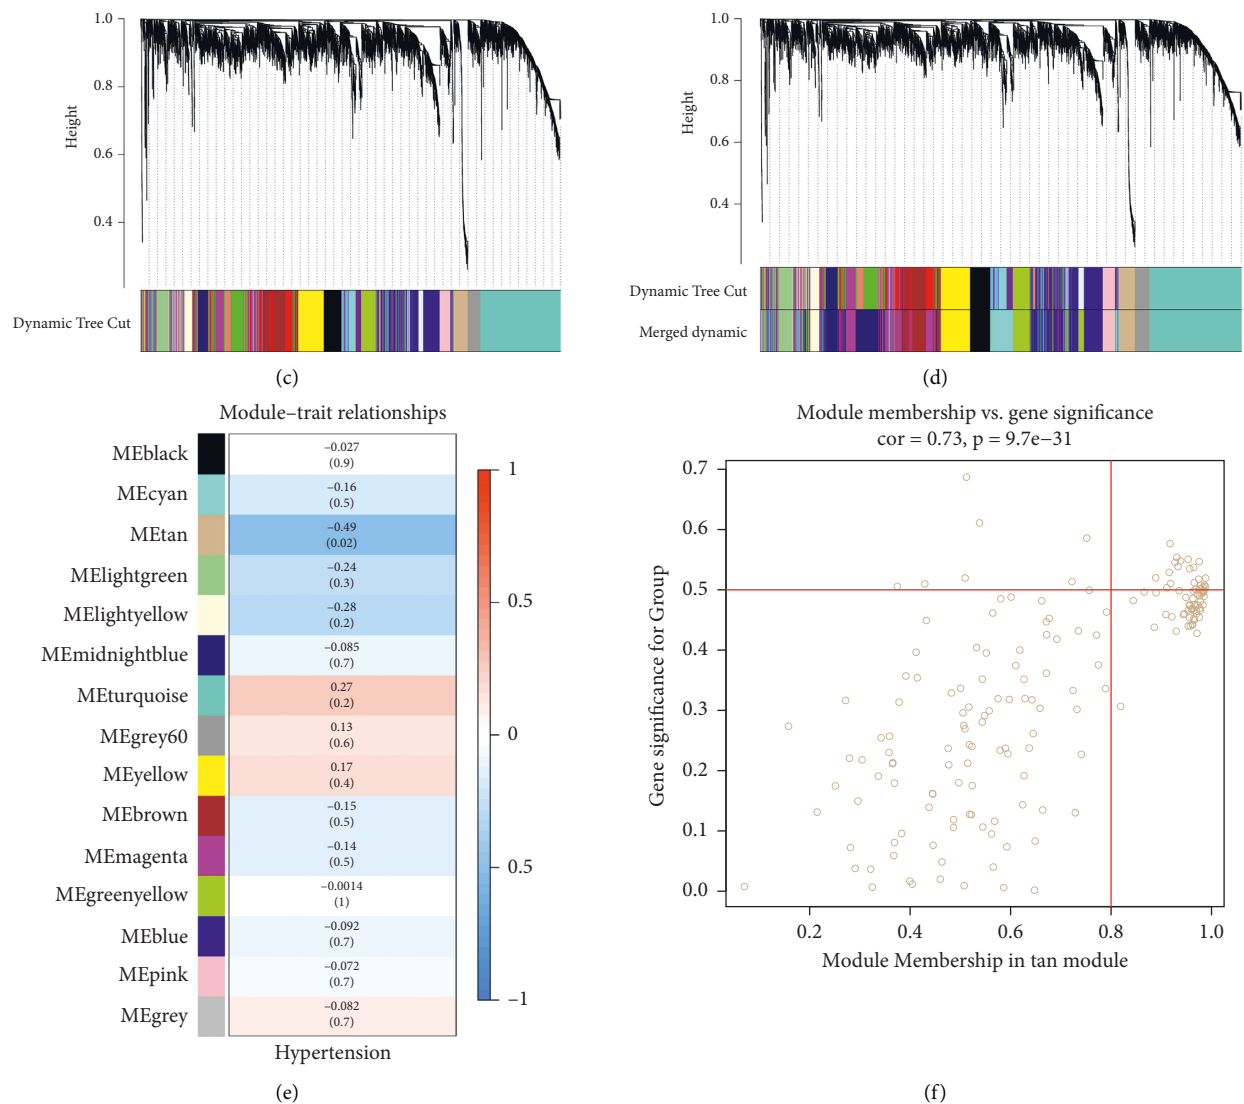 1.0
0.8
0.6
0.4
Height
Dynamic Tree Cut
(c)
1.0
0.8
0.6
0.4
Height
Dynamic Tree Cut
Merged dynamic
(d)
Module–trait relationships
MEblack
–0.027
(0.9)
MEcyan
–0.16
(0.5)
MEtan
–0.49
(0.02)
MElightgreen
–0.24
(0.3)
MElightyellow
–0.28
(0.2)
MEmidnightblue
–0.085
(0.7)
MEturquoise
0.27
(0.2)
MEgrey60
0.13
(0.6)
MEyellow
0.17
(0.4)
MEbrown
–0.15
(0.5)
MEmagenta
–0.14
(0.5)
MEgreenyellow
–0.0014
(1)
MEblue
–0.092
(0.7)
MEpink
–0.072
(0.7)
MEgrey
–0.082
(0.7)
Hypertension
1
0.5
0
0.5
–1
(e)
Module membership vs. gene significance
cor = 0.73, p = 9.7e−31
0.7
0.6
0.5
0.4
0.3
0.2
0.1
0.0
Gene significance for Group
0.2 0.4 0.6 0.8 1.0
Module Membership in tan module
(f)